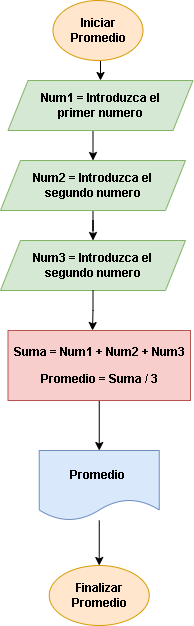 Iniciar
Promedio
Num1 = Introduzca el
primer numero
Num2 = Introduzca el
segundo numero
Num3 = Introduzca el
segundo numero
Suma = Num1 + Num2 + Num3
Promedio = Suma / 3
Promedio
Finalizar
Promedio